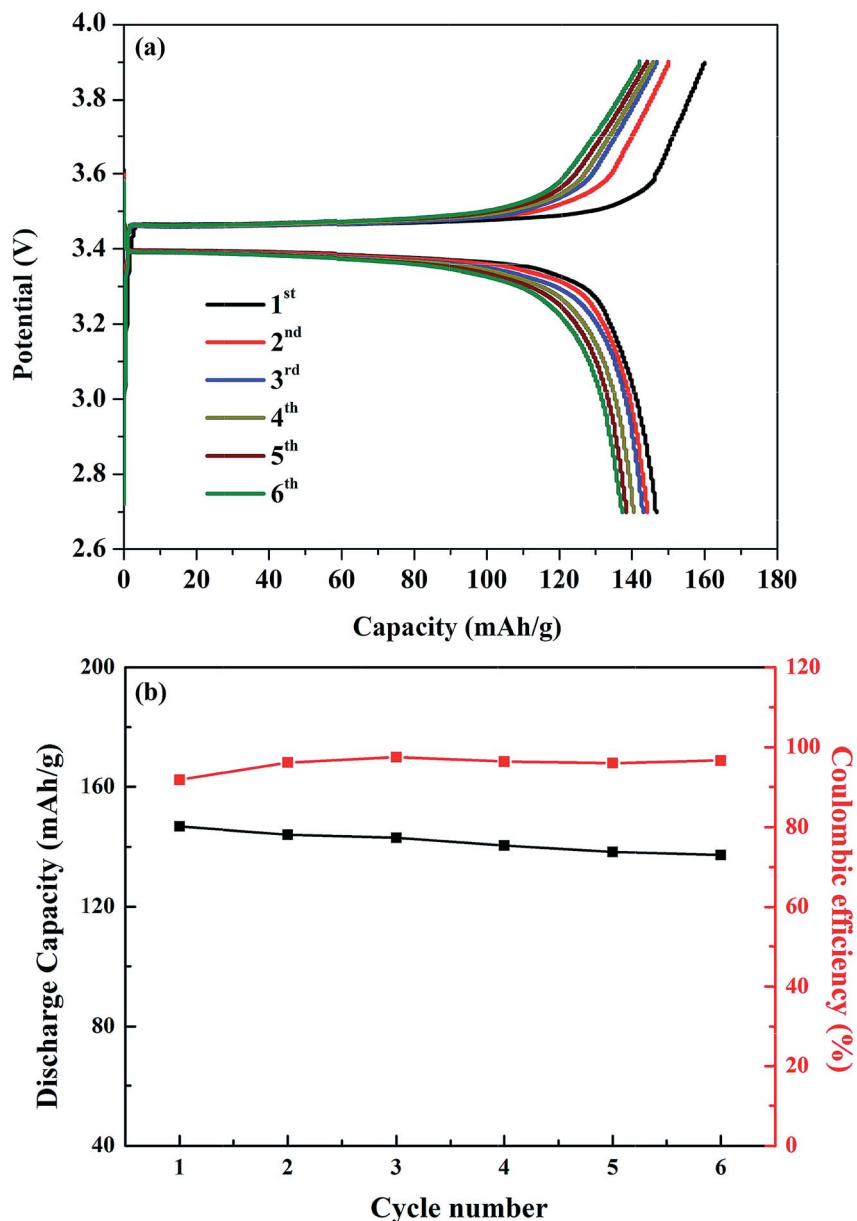 (a)
4.0
3.8
3.6
3.4
3.2
3.0
2.8
2.6
Potential (V)
1st
2nd
3rd
4th
5th
6th
0 20 40 60 80 100 120 140 160 180
Capacity (mAh/g)
(b)
200
160
120
80
40
Discharge Capacity (mAh/g)
120
100
80
60
40
20
0
Coulombic efficiency (%)
1 2 3 4 5 6
Cycle number